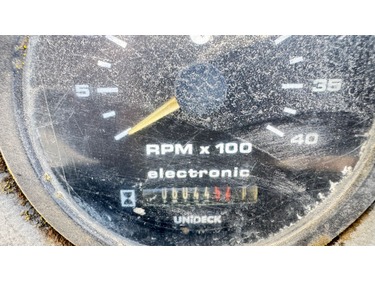 5 35
40
RPM x 100
electronic
UNIDECK